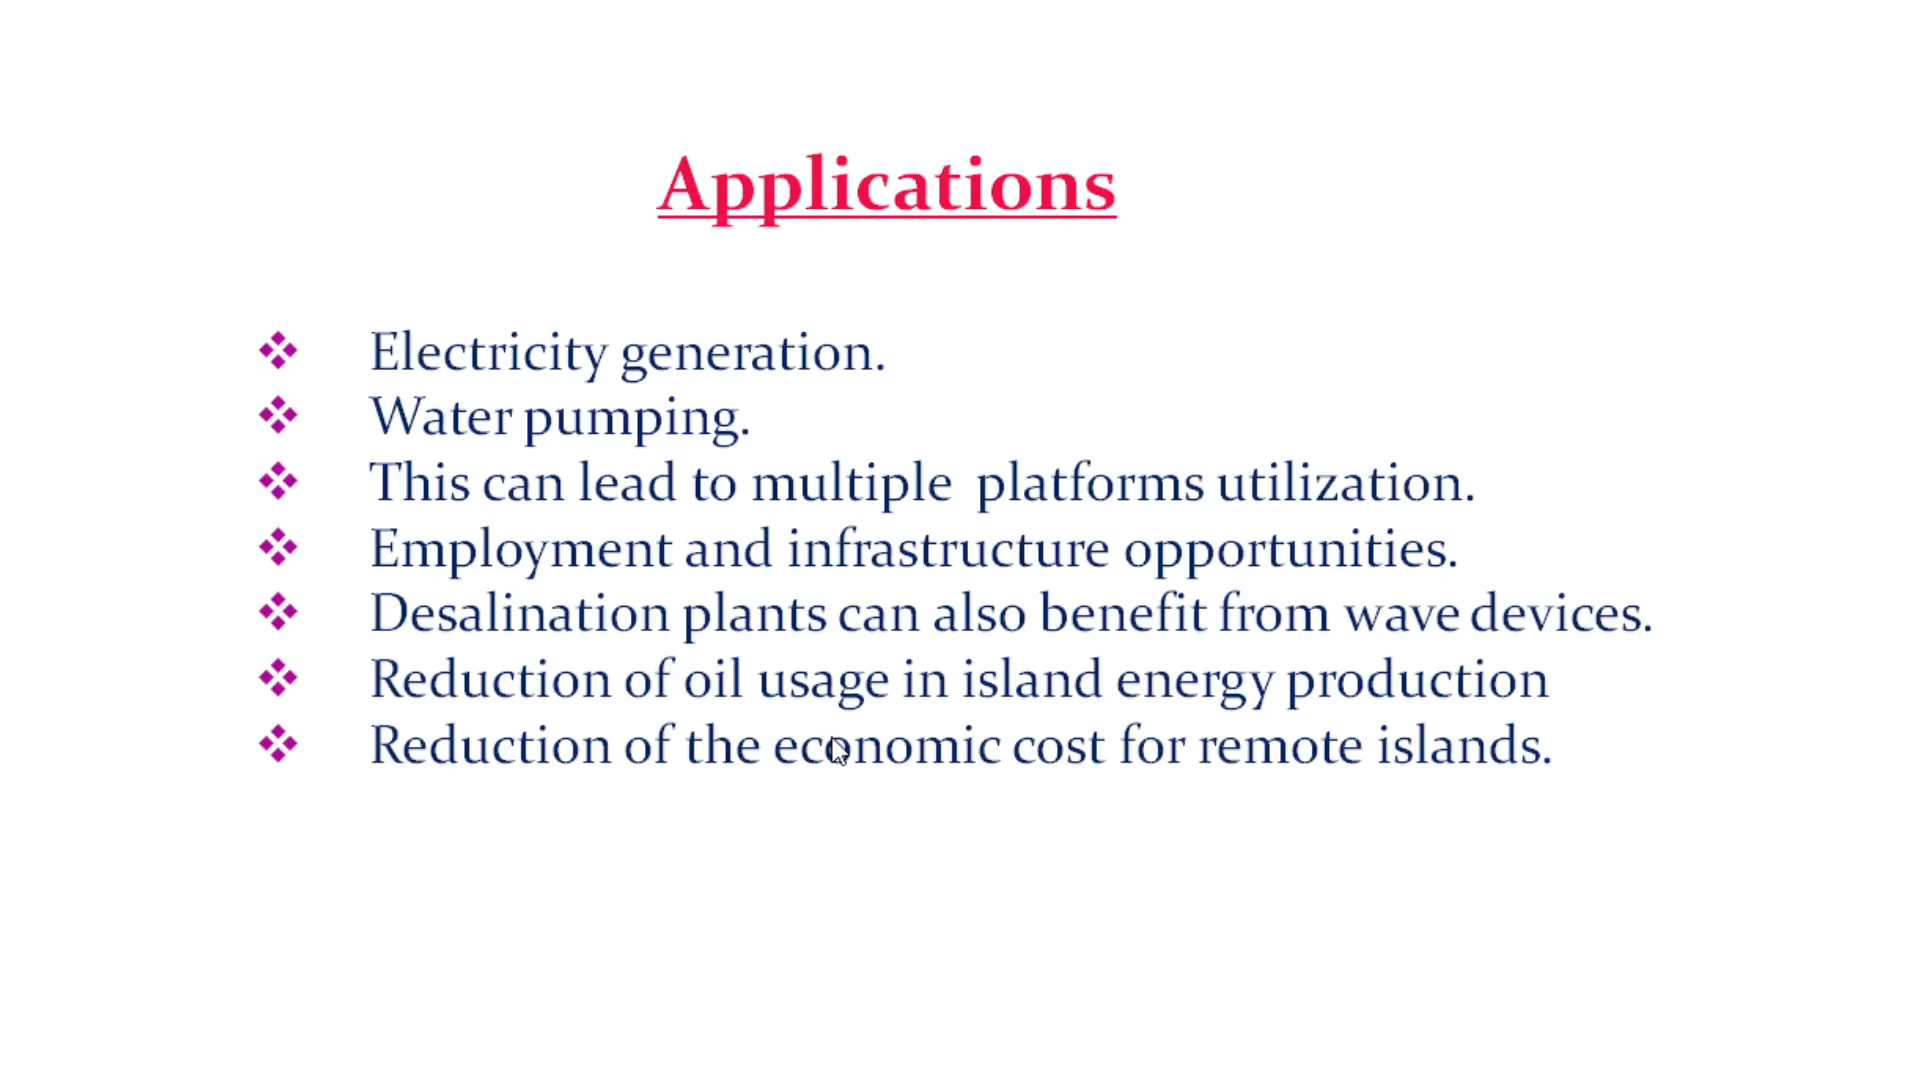 Applications
Electricity generation.
Water pumping.
This can lead to multiple platforms utilization.
Employment and infrastructure opportunities.
Desalination plants can also benefit from wave devices.
Reduction of oil usage in island energy production
Reduction of the economic cost for remote islands.